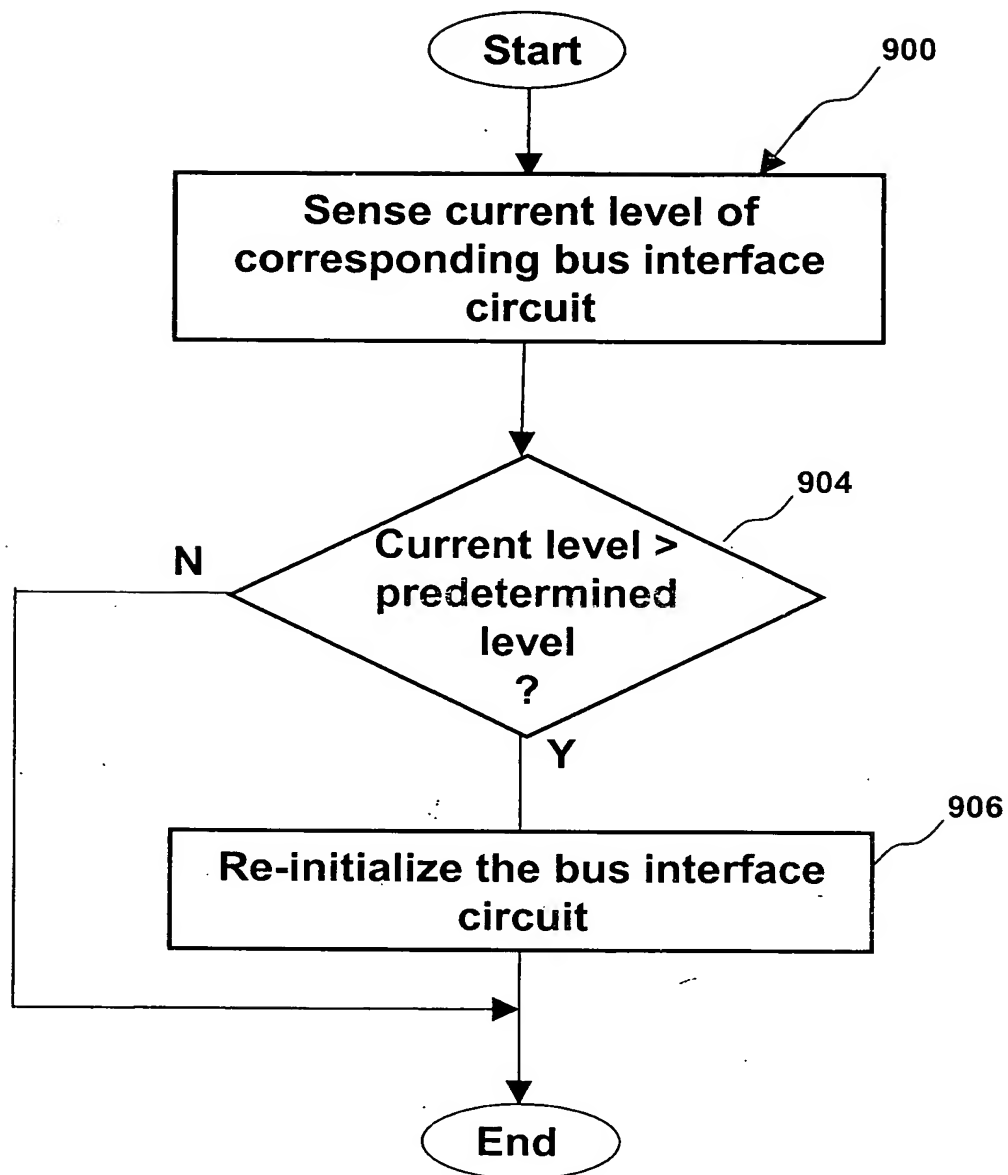 Start
900
Sense current level of
corresponding bus interface
circuit
904
N
Current level >
predetermined
level
?
Y
906
Re-initialize the bus interface
circuit
End